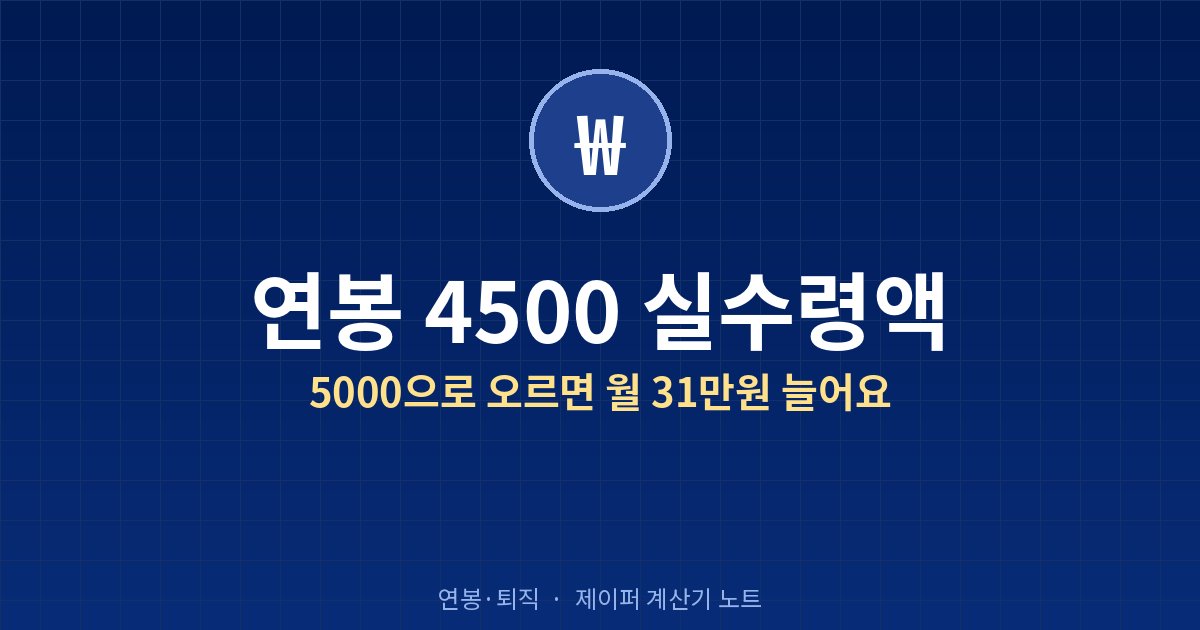 ₩
연봉 4500 실수령액
5000으로 오르면 월 31만원 늘어요
연봉·퇴직 · 제이퍼 계산기 노트